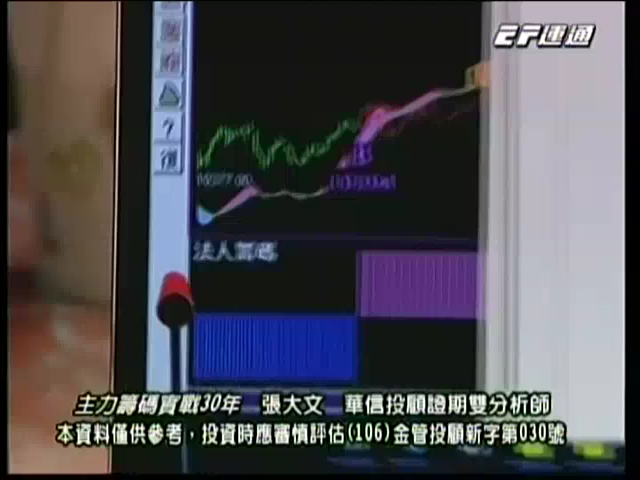 EF運通
?
法人籌碼
主力籌碼實戰30年 張大文 華信投顧證期雙分析師
本資料僅供參考，投資時應審慎評估(106)金管投顧新字第030號